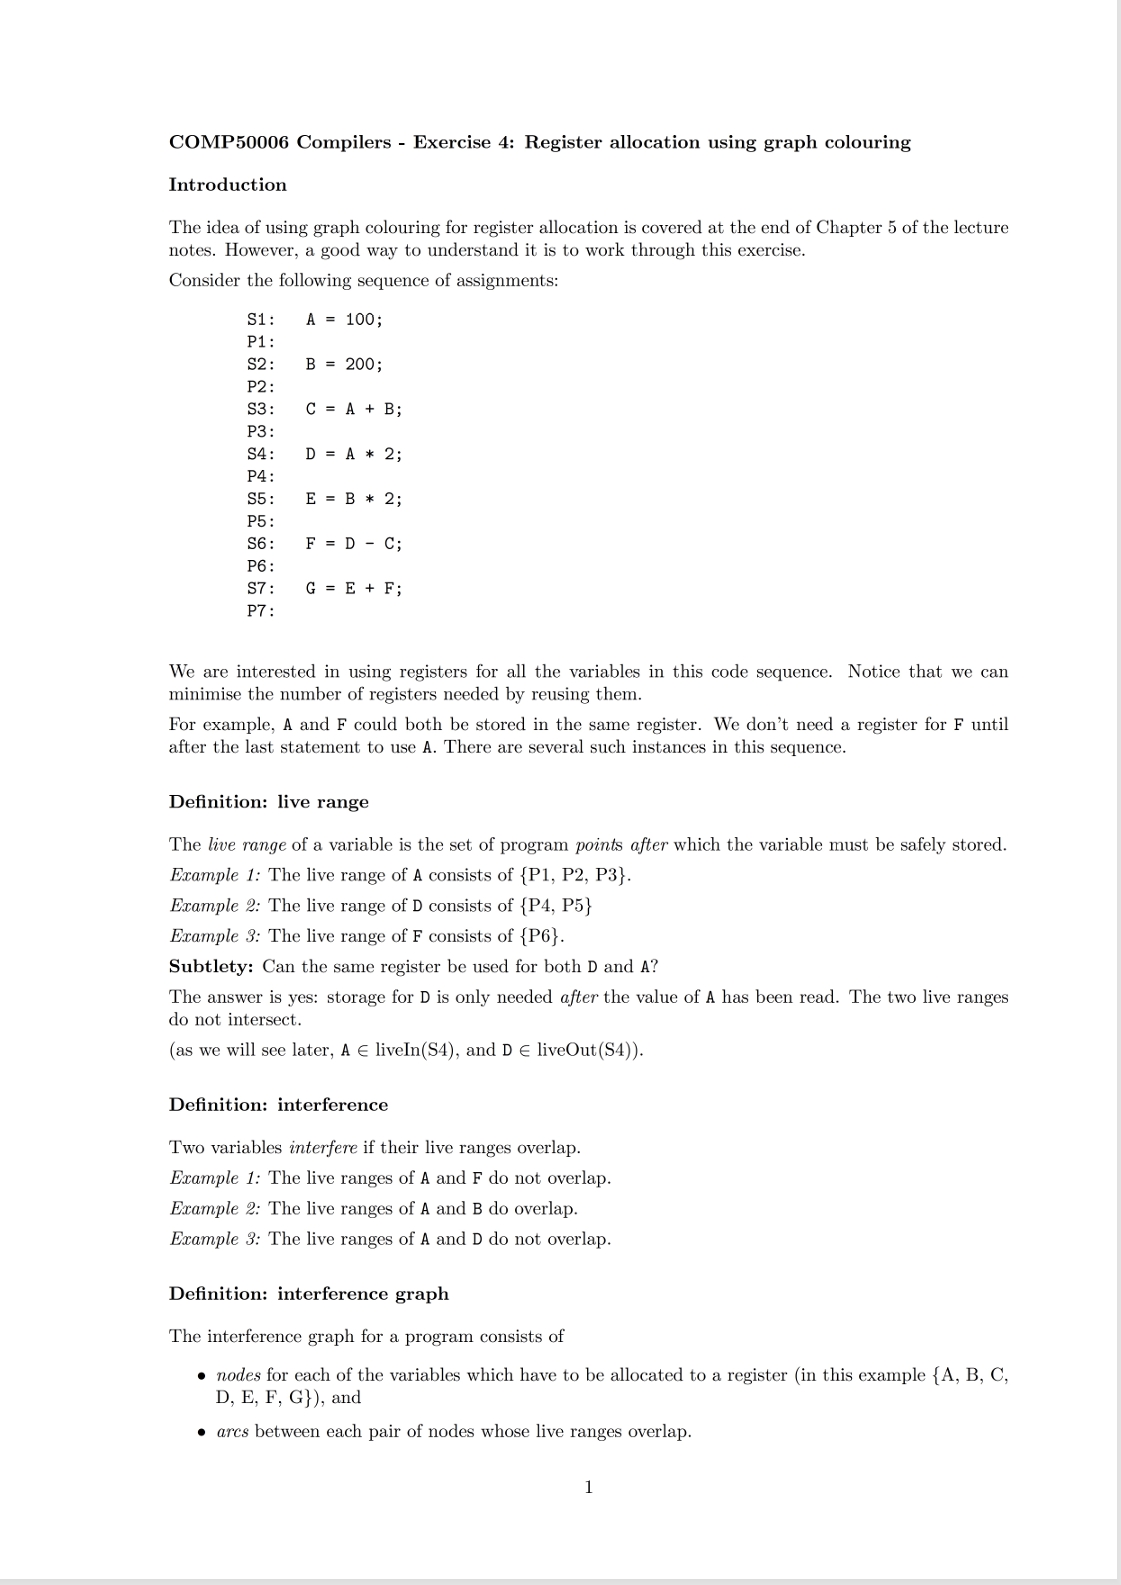 COMP50006 Compilers - Exercise 4: Register allocation using graph colouring
Introduction
The idea of using graph colouring for register allocation is covered at the end of Chapter 5 of the lecture
notes. However, a good way to understand it is to work through this exercise.
Consider the following sequence of assignments:
S1: A = 100;
P1:
S2: B = 200;
P2:
S3: C = A + B;
P3:
S4: D = A * 2;
P4:
S5: E = B * 2;
P5:
S6: F = D - C;
P6:
S7: G = E + F;
P7:
We are interested in using registers for all the variables in this code sequence. Notice that we can
minimise the number of registers needed by reusing them.
For example, A and F could both be stored in the same register. We don't need a register for F until
after the last statement to use A. There are several such instances in this sequence.
Definition: live range
The live range of a variable is the set of program points after which the variable must be safely stored.
Example 1: The live range of A consists of {P1, P2, P3}.
Example 2: The live range of D consists of {P4, P5}
Example 3: The live range of F consists of {P6}.
Subtlety: Can the same register be used for both D and A?
The answer is yes: storage for D is only needed after the value of A has been read. The two live ranges
do not intersect.
(as we will see later, A ∈ liveIn(S4), and D ∈ liveOut(S4)).
Definition: interference
Two variables interfere if their live ranges overlap.
Example 1: The live ranges of A and F do not overlap.
Example 2: The live ranges of A and B do overlap.
Example 3: The live ranges of A and D do not overlap.
Definition: interference graph
The interference graph for a program consists of
• nodes for each of the variables which have to be allocated to a register (in this example {A, B, C,
D, E, F, G}), and
• arcs between each pair of nodes whose live ranges overlap.
1